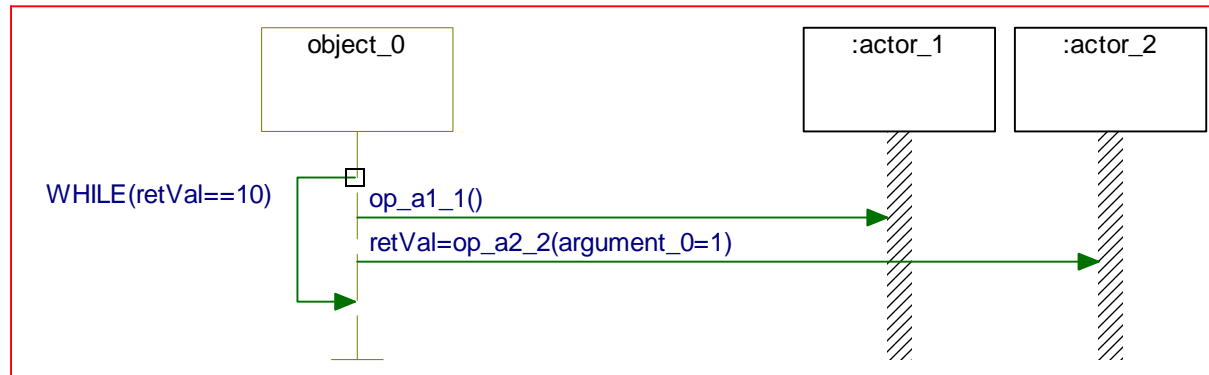 object_0
:actor_1
:actor_2
WHILE(retVal==10)
op_a1_1()
retVal=op_a2_2(argument_0=1)